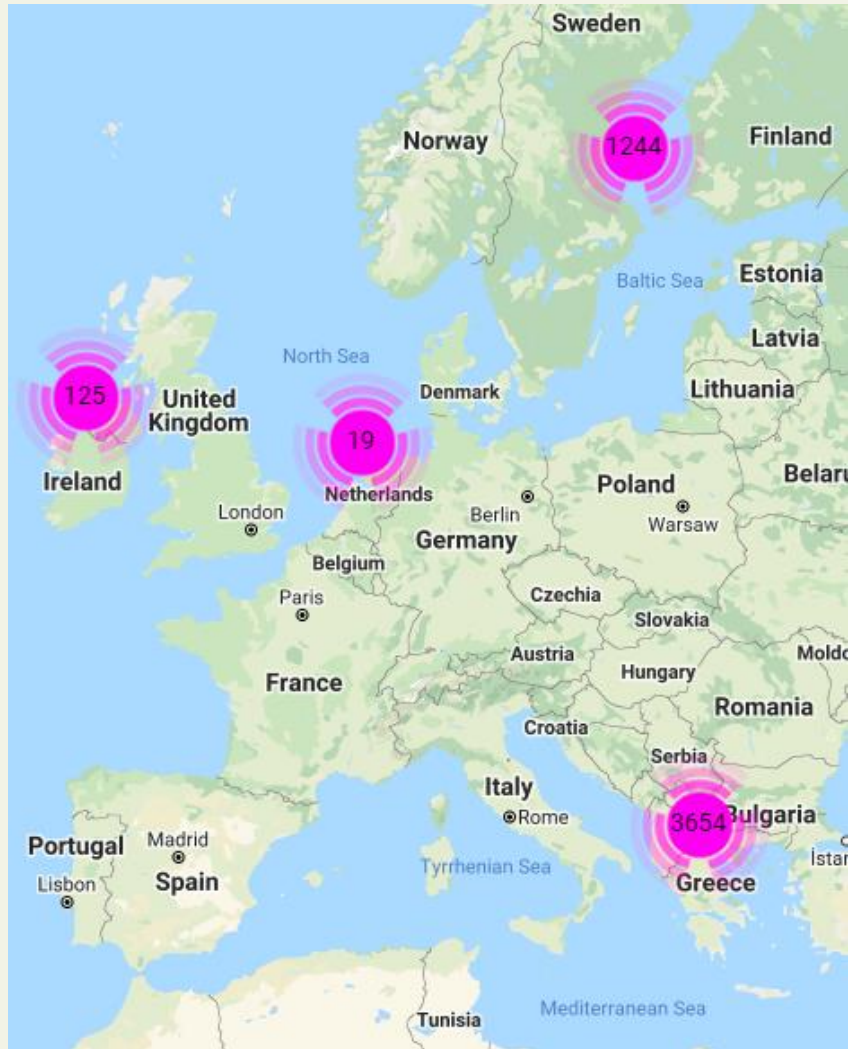 Sweden
Norway
1244
Finland
Baltic Sea
Estonia
Latvia
North Sea
Denmark
Lithuania
125
United
Kingdom
19
Ireland
Netherlands
Poland
Belaru
London
Berlin
Warsaw
Germany
Belgium
Czechia
Paris
Slovakia
Austria
Moldo
Hungary
France
Romania
Croatia
Serbia
Italy
Rome
3654
Bulgaria
Portugal
Madrid
İstan
Tyrrhenian Sea
Lisbon
Spain
Greece
Mediterranean Sea
Tunisia